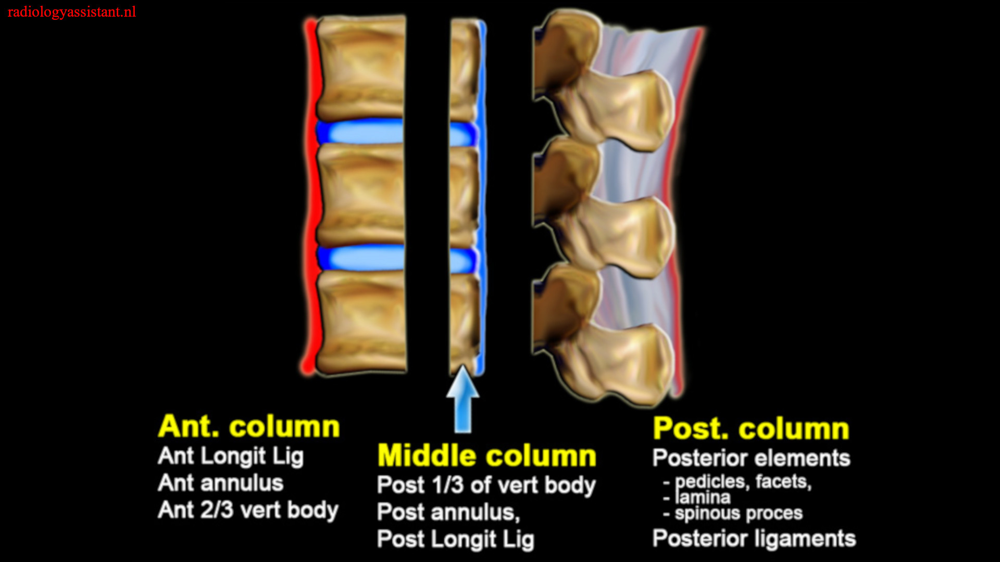 radiologyassistant.nl
Ant. column
Ant Longit Lig
Ant annulus
Ant 2/3 vert body
Middle column
Post 1/3 of vert body
Post annulus,
Post Longit Lig
Post. column
Posterior elements
- pedicles, facets,
- lamina
- spinous proces
Posterior ligaments